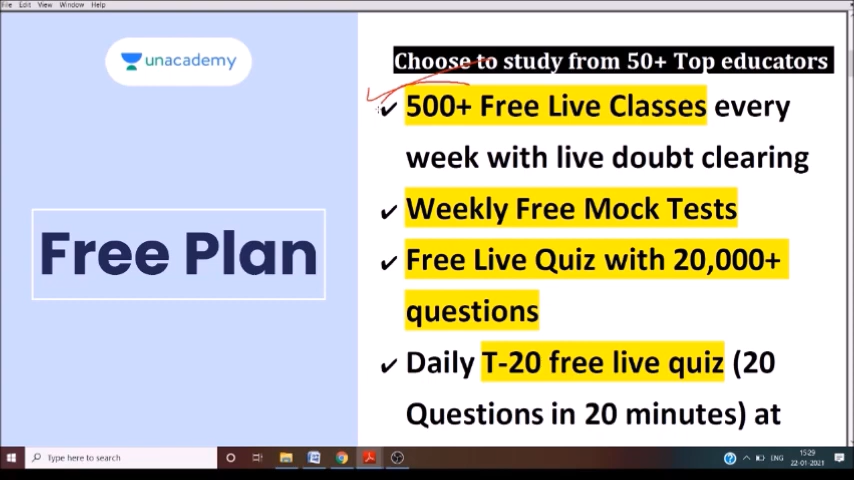 File Edit View Window Help
unacademy
Free Plan
Choose to study from 50+ Top educators
✔ 500+ Free Live Classes every
week with live doubt clearing
✔ Weekly Free Mock Tests
✔ Free Live Quiz with 20,000+
questions
✔ Daily T-20 free live quiz (20
Questions in 20 minutes) at
Type here to search
ENG
15:29
22-01-2021